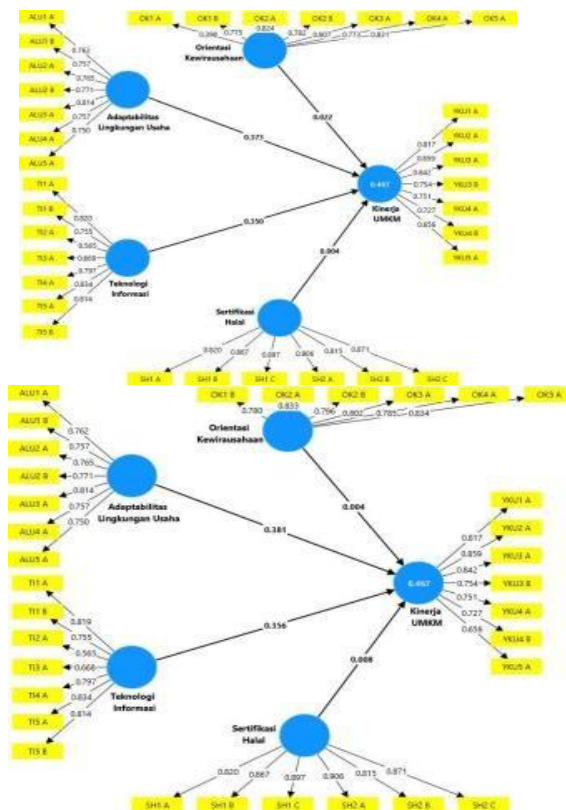 ALU1 A
ALU1 B
ALU2 A
ALU2 B
ALU3 A
ALU4 A
ALU5 A
0.762
0.757
0.765
0.771
0.814
0.757
0.750
Adaptabilitas
Lingkungan Usaha
OK1 A
OK1 B
OK2 A
OK2 B
OK3 A
OK4 A
OK5 A
0.775
0.824
0.782
0.807
0.773
Orientasi
Kewirausahaan
0.022
0.373
0.350
0.004
TI1 A
TI1 B
TI2 A
TI3 A
TI4 A
TI5 A
TI5 B
0.820
0.755
0.565
0.797
0.834
0.814
Teknologi
Informasi
0.467
Kinerja
UMKM
YKU1 A
YKU2 A
YKU3 A
YKU3 B
YKU4 A
YKU4 B
YKU5 A
0.817
0.859
0.842
0.754
0.751
0.727
0.656
Sertifikasi
Halal
0.820
0.867
0.897
0.906
0.815
0.871
SH1 A
SH1 B
SH1 C
SH2 A
SH2 B
SH2 C
ALU1 A
ALU1 B
ALU2 A
ALU2 B
ALU3 A
ALU4 A
ALU5 A
0.762
0.757
0.765
0.771
0.814
0.757
0.750
Adaptabilitas
Lingkungan Usaha
OK1 B
OK2 A
OK2 B
OK3 A
OK4 A
OK5 A
0.780
0.833
0.796
0.802
0.785
0.834
Orientasi
Kewirausahaan
0.004
0.381
0.356
0.008
TI1 A
TI1 B
TI2 A
TI3 A
TI4 A
TI5 A
TI5 B
0.819
0.755
0.565
0.668
0.797
0.834
0.814
Teknologi
Informasi
0.467
Kinerja
UMKM
YKU1 A
YKU2 A
YKU3 A
YKU3 B
YKU4 A
YKU4 B
YKU5 A
0.817
0.859
0.842
0.754
0.751
0.727
0.656
Sertifikasi
Halal
0.820
0.867
0.897
0.906
0.815
0.871
SH1 A
SH1 B
SH1 C
SH2 A
SH2 B
SH2 C